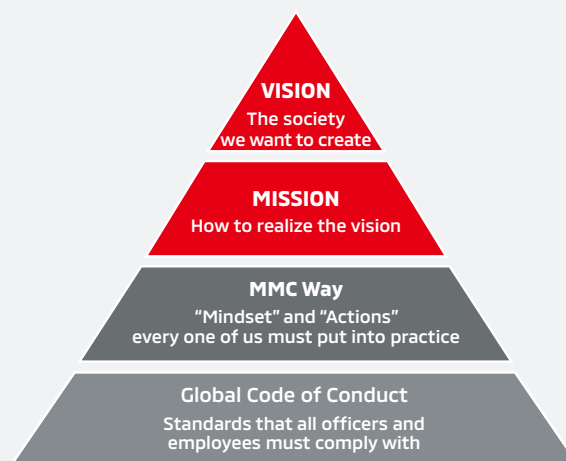 VISION
The society
we want to create
MISSION
How to realize the vision
MMC Way
“Mindset” and “Actions”
every one of us must put into practice
Global Code of Conduct
Standards that all officers and
employees must comply with